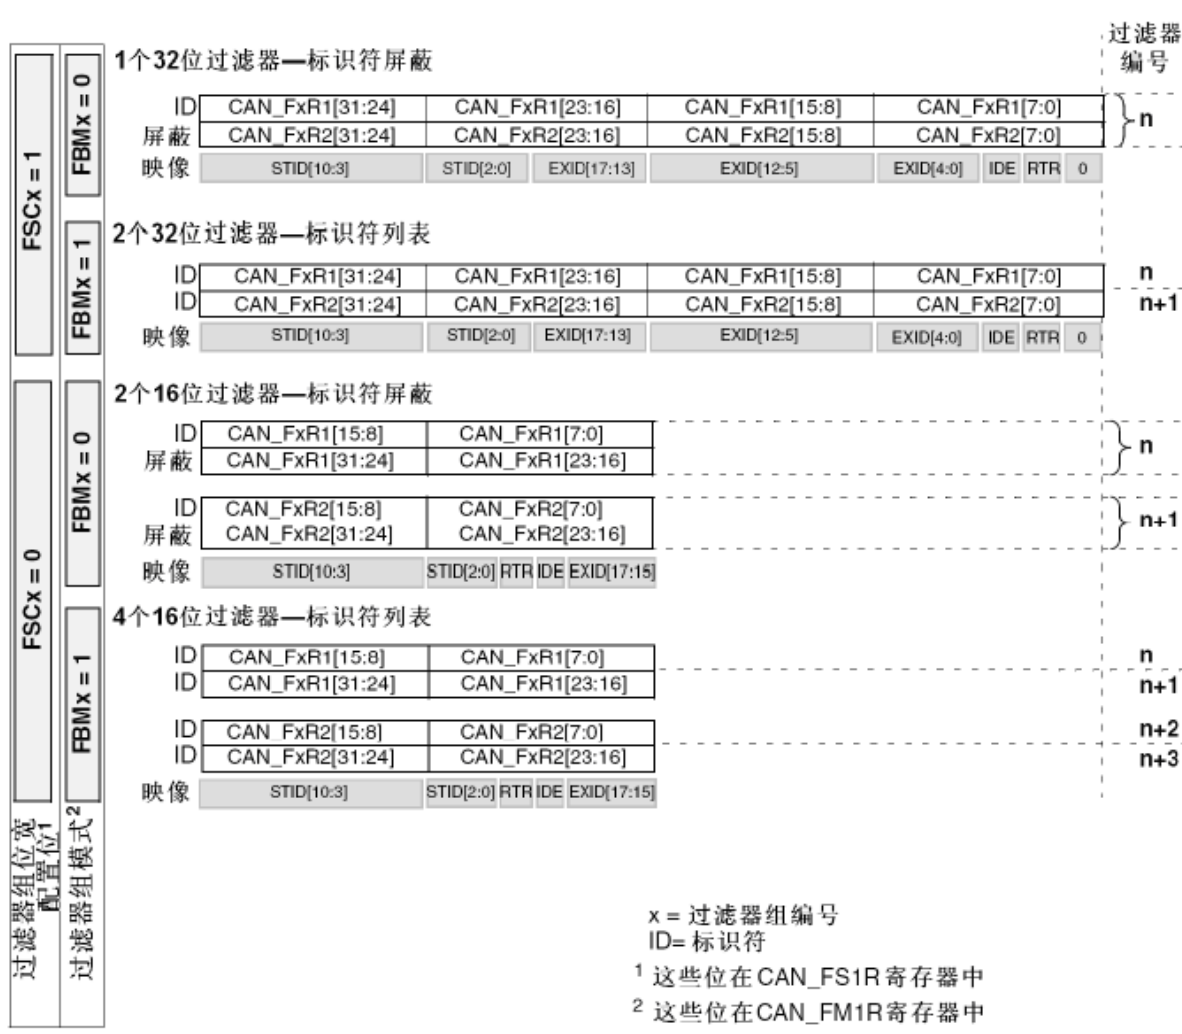 过滤器
编号
FSCx = 1
FBMx = 0
1个32位过滤器—标识符屏蔽
ID CAN_FxR1[31:24] CAN_FxR1[23:16] CAN_FxR1[15:8] CAN_FxR1[7:0] n
屏蔽 CAN_FxR2[31:24] CAN_FxR2[23:16] CAN_FxR2[15:8] CAN_FxR2[7:0]
映像 STID[10:3] STID[2:0] EXID[17:13] EXID[12:5] EXID[4:0] IDE RTR 0
FBMx = 1
2个32位过滤器—标识符列表
ID CAN_FxR1[31:24] CAN_FxR1[23:16] CAN_FxR1[15:8] CAN_FxR1[7:0] n
ID CAN_FxR2[31:24] CAN_FxR2[23:16] CAN_FxR2[15:8] CAN_FxR2[7:0] n+1
映像 STID[10:3] STID[2:0] EXID[17:13] EXID[12:5] EXID[4:0] IDE RTR 0
FSCx = 0
FBMx = 0
2个16位过滤器—标识符屏蔽
ID CAN_FxR1[15:8] CAN_FxR1[7:0] n
屏蔽 CAN_FxR1[31:24] CAN_FxR1[23:16]
ID CAN_FxR2[15:8] CAN_FxR2[7:0] n+1
屏蔽 CAN_FxR2[31:24] CAN_FxR2[23:16]
映像 STID[10:3] STID[2:0] RTR IDE EXID[17:15]
FBMx = 1
4个16位过滤器—标识符列表
ID CAN_FxR1[15:8] CAN_FxR1[7:0] n
ID CAN_FxR1[31:24] CAN_FxR1[23:16] n+1
ID CAN_FxR2[15:8] CAN_FxR2[7:0] n+2
ID CAN_FxR2[31:24] CAN_FxR2[23:16] n+3
映像 STID[10:3] STID[2:0] RTR IDE EXID[17:15]
过滤器组位宽
配置位1
过滤器组模式2
x = 过滤器组编号
ID= 标识符
1 这些位在CAN_FS1R寄存器中
2 这些位在CAN_FM1R寄存器中